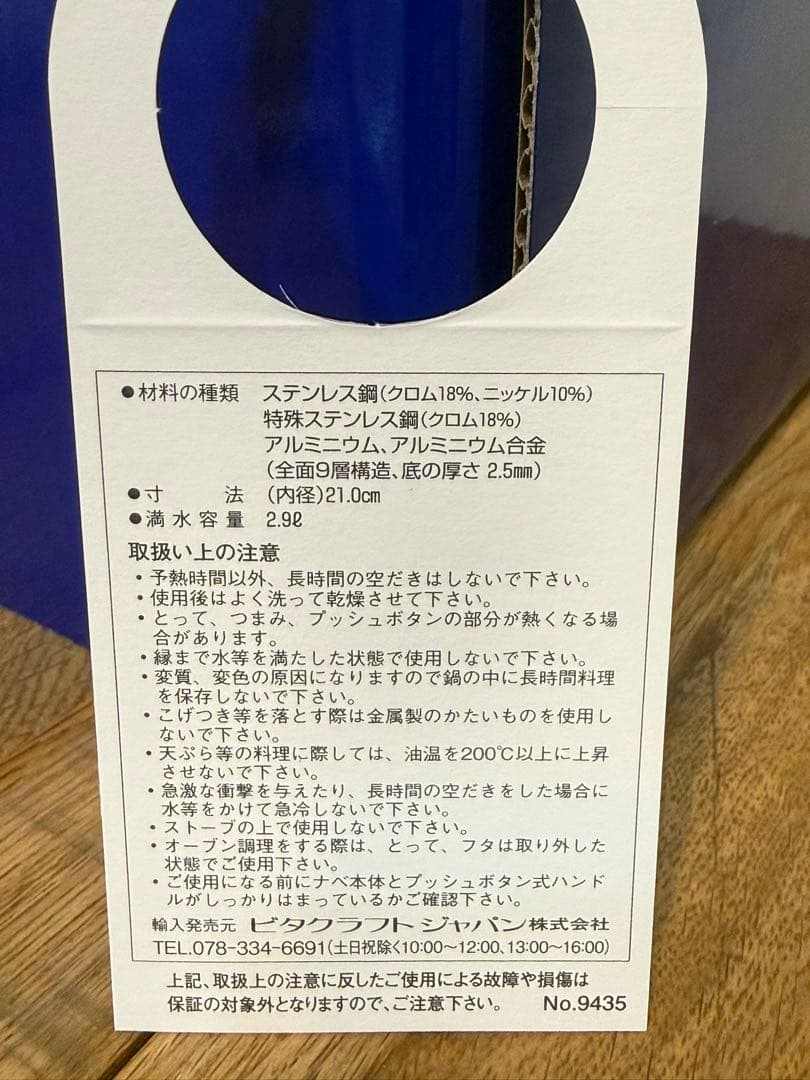 ●材料の種類 ステンレス鋼(クロム18%、ニッケル10%)
特殊ステンレス鋼(クロム18%)
アルミニウム、アルミニウム合金
(全面9層構造、底の厚さ 2.5㎜)
●寸法 (内径)21.0㎝
●満水容量 2.9ℓ
取扱い上の注意
・予熱時間以外、長時間の空だきはしないで下さい。
・使用後はよく洗って乾燥させて下さい。
・とって、つまみ、プッシュボタンの部分が熱くなる場
合があります。
・縁まで水等を満たした状態で使用しないで下さい。
・変質、変色の原因になりますので鍋の中に長時間料理
を保存しないで下さい。
・こげつき等を落とす際は金属製のかたいものを使用し
ないで下さい。
・天ぷら等の料理に際しては、油温を200℃以上に上昇
させないで下さい。
・急激な衝撃を与えたり、長時間の空だきをした場合に
水等をかけて急冷しないで下さい。
・ストーブの上で使用しないで下さい。
・オーブン調理をする際は、とって、フタは取り外した
状態でご使用下さい。
・ご使用になる前にナベ本体とプッシュボタン式ハンド
ルがしっかりはまっているかご確認下さい。
輸入発売元 ビタクラフト ジャパン株式会社
TEL.078-334-6691(土日祝除く10:00〜12:00、13:00〜16:00)
上記、取扱上の注意に反したご使用による故障や損傷は
保証の対象外となりますので、ご注意下さい。 No.9435